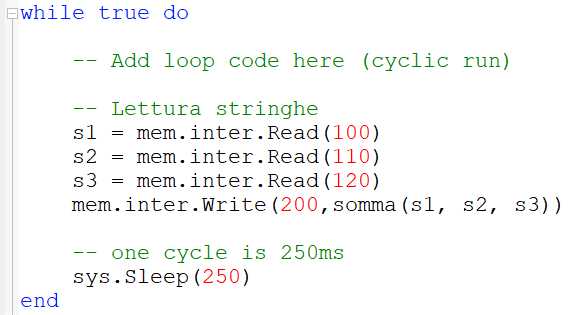 while true do
-- Add loop code here (cyclic run)
-- Lettura stringhe
s1 = mem.inter.Read(100)
s2 = mem.inter.Read(110)
s3 = mem.inter.Read(120)
mem.inter.Write(200,somma(s1, s2, s3))
-- one cycle is 250ms
sys.Sleep(250)
end